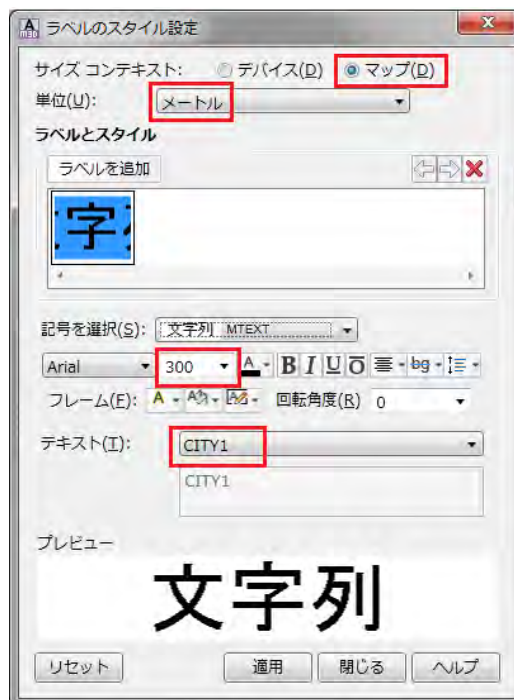 ラベルのスタイル設定
サイズ コンテキスト: デバイス(D) マップ(D)
単位(U): メートル
ラベルとスタイル
ラベルを追加
字
記号を選択(S): 文字列 MTEXT
Arial 300 A B I U O bg
フレーム(F): A 回転角度(R) 0
テキスト(T): CITY1
CITY1
プレビュー
文字列
リセット 適用 閉じる ヘルプ